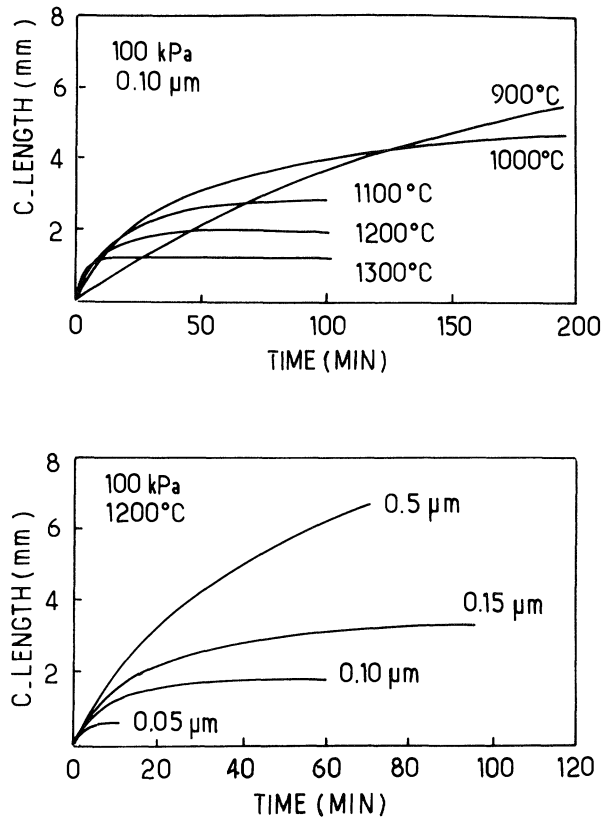 8
100 kPa
0.10 µm
6
900°C
4
1000°C
1100°C
2
1200°C
1300°C
0 50 100 150 200
TIME (MIN)
C_LENGTH (mm)
8
100 kPa
1200°C
6
0.5 µm
4
0.15 µm
2
0.10 µm
0.05 µm
0 20 40 60 80 100 120
TIME (MIN)
C_LENGTH (mm)